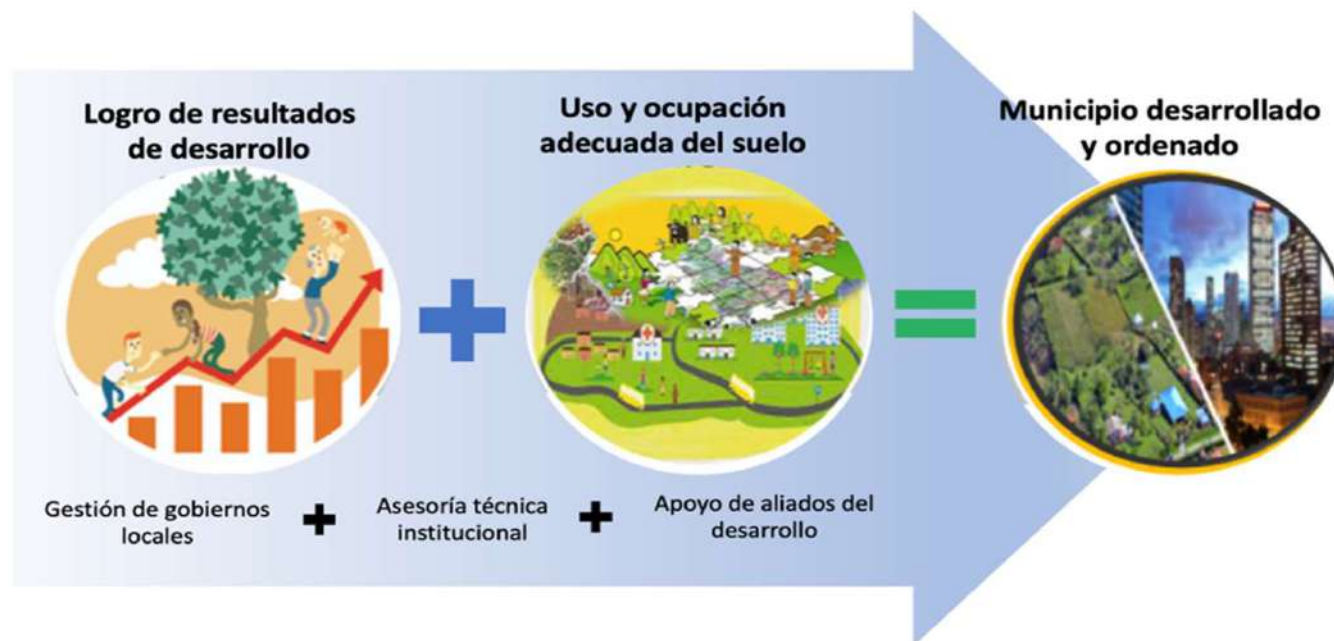 Logro de resultados
de desarrollo
Uso y ocupación
adecuada del suelo
Municipio desarrollado
y ordenado
Gestión de gobiernos
locales
Asesoría técnica
institucional
Apoyo de aliados del
desarrollo